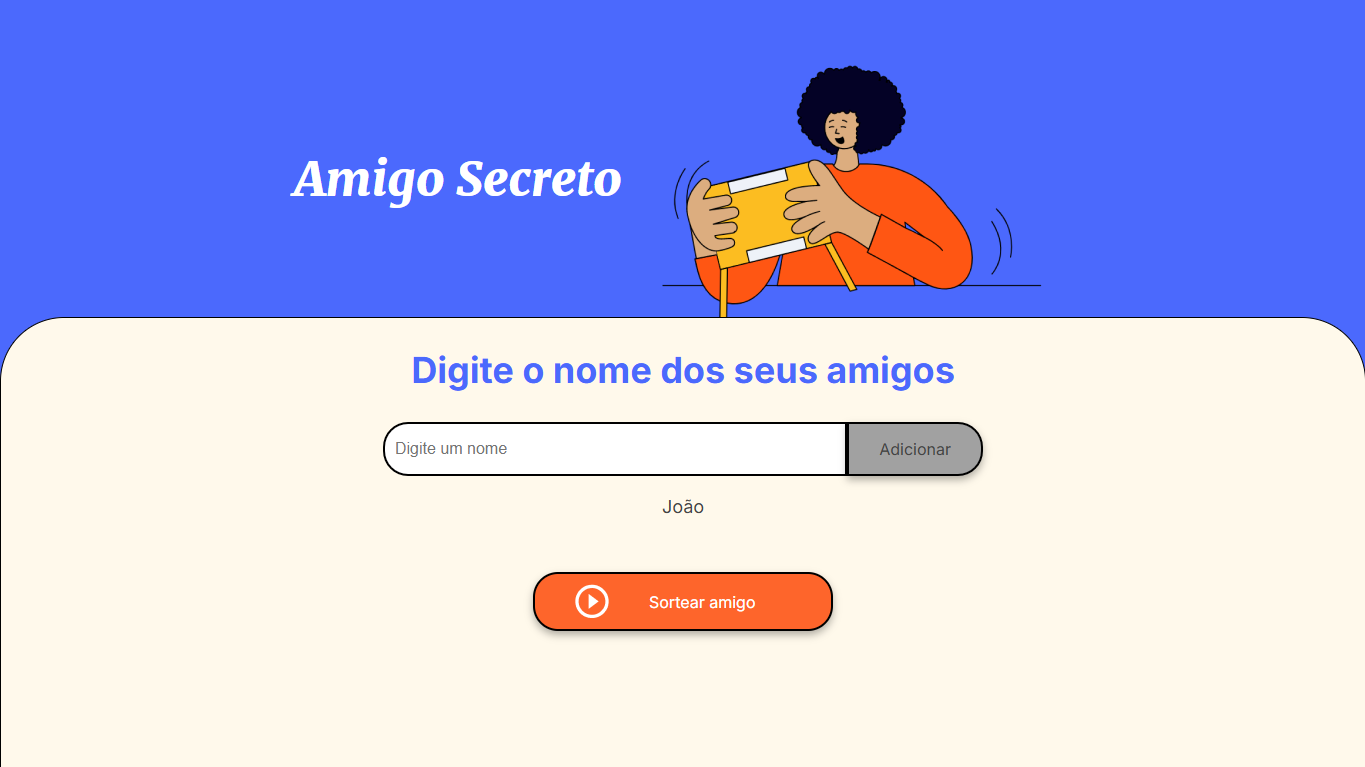 Amigo Secreto
Digite o nome dos seus amigos
Digite um nome
Adicionar
João
Sortear amigo